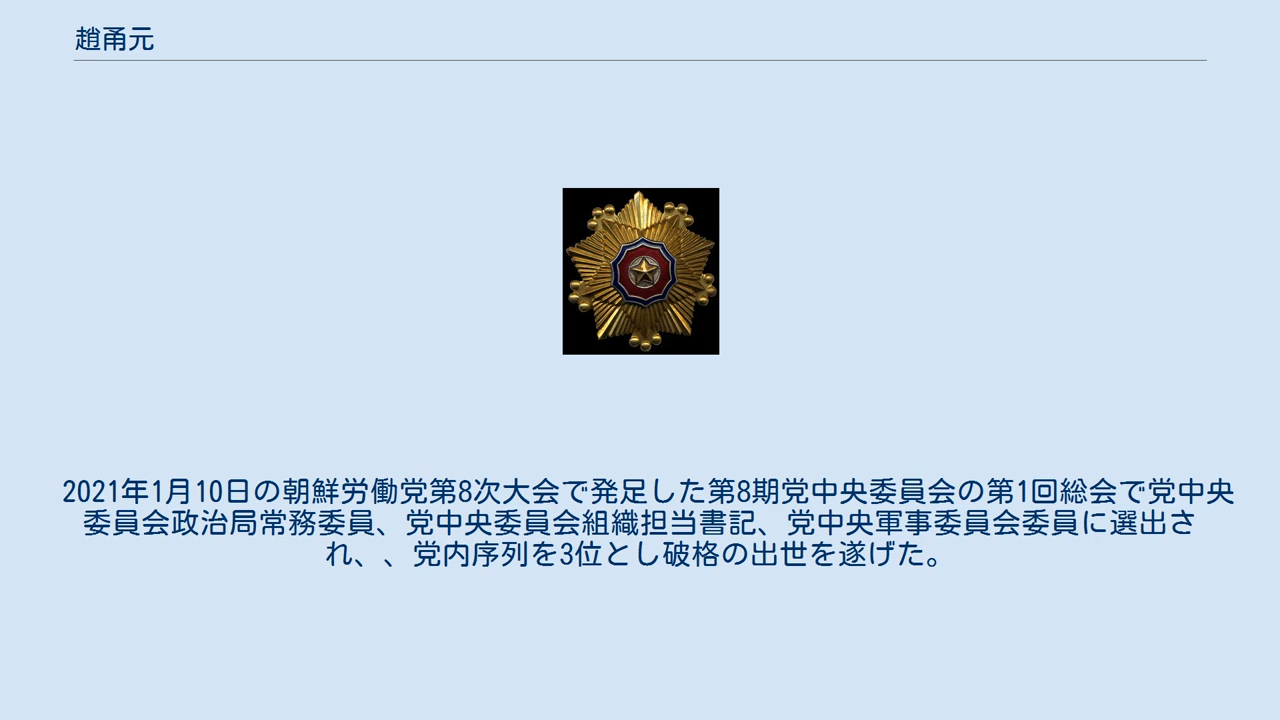 趙甬元
2021年1月10日の朝鮮労働党第8次大会で発足した第8期党中央委員会の第1回総会で党中央
委員会政治局常務委員、党中央委員会組織担当書記、党中央軍事委員会委員に選出さ
れ、、党内序列を3位とし破格の出世を遂げた。